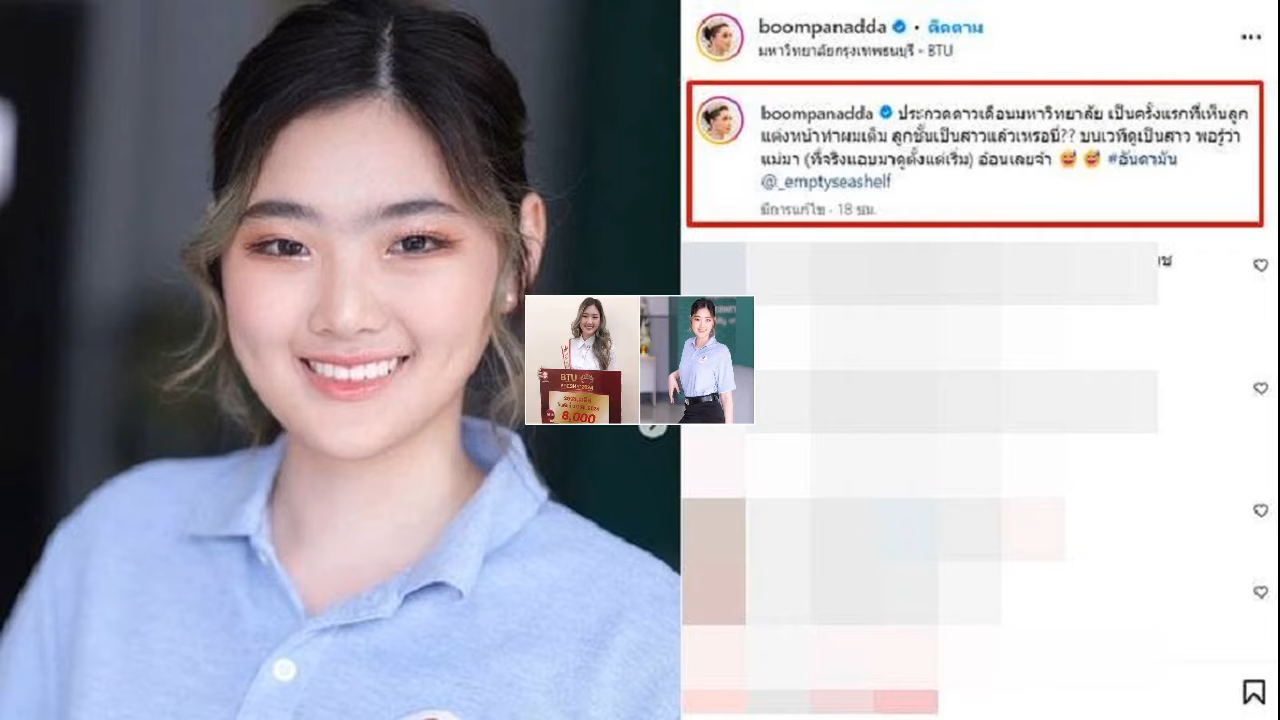 boompanadda • ติดตาม
มหาวิทยาลัยกรุงเทพธนบุรี - BTU
boompanadda ประกวดดาวเดือนมหาวิทยาลัย เป็นครั้งแรกที่เห็นลูก
แต่งหน้าทำผมเต็ม ลูกชั้นเป็นสาวแล้วเหรอนี่?? บนเวทีดูเป็นสาว พอรู้ว่า
แม่มา (ที่จริงแอบมาดูตั้งแต่เริ่ม) อ้อนเลยจ้า 😅 😅 #อันดามัน
@_emptyseashelf
มีการแก้ไข · 18 ชม.
BTU
8,000